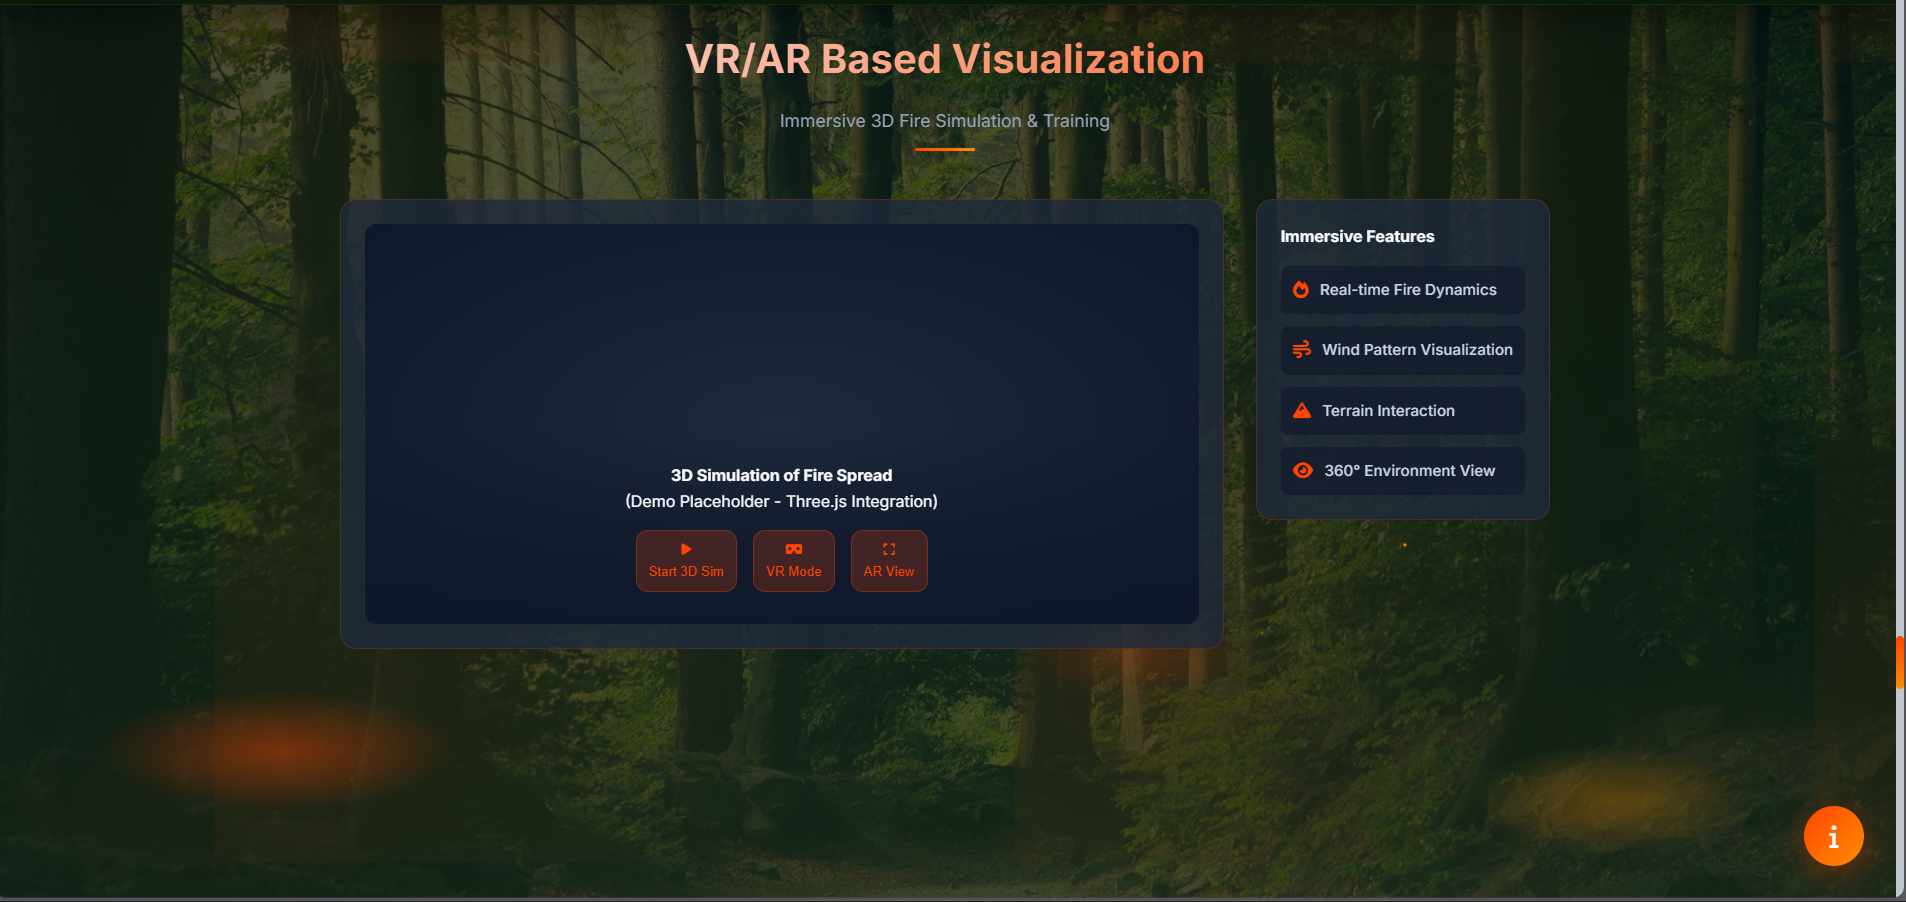 VR/AR Based Visualization
Immersive 3D Fire Simulation & Training
3D Simulation of Fire Spread
(Demo Placeholder - Three.js Integration)
Start 3D Sim
VR Mode
AR View
Immersive Features
Real-time Fire Dynamics
Wind Pattern Visualization
Terrain Interaction
360° Environment View
i